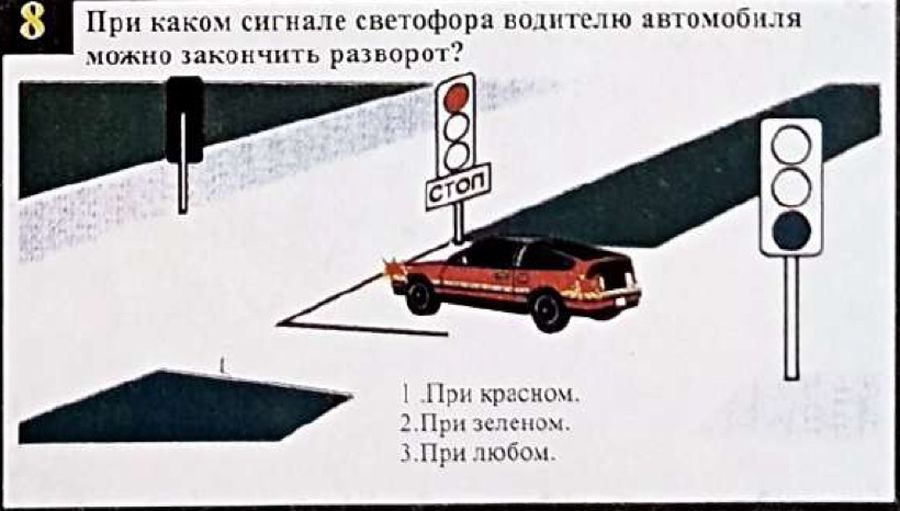 8
При каком сигнале светофора водителю автомобиля
можно закончить разворот?
СТОП
1 .При красном.
2.При зеленом.
3.При любом.